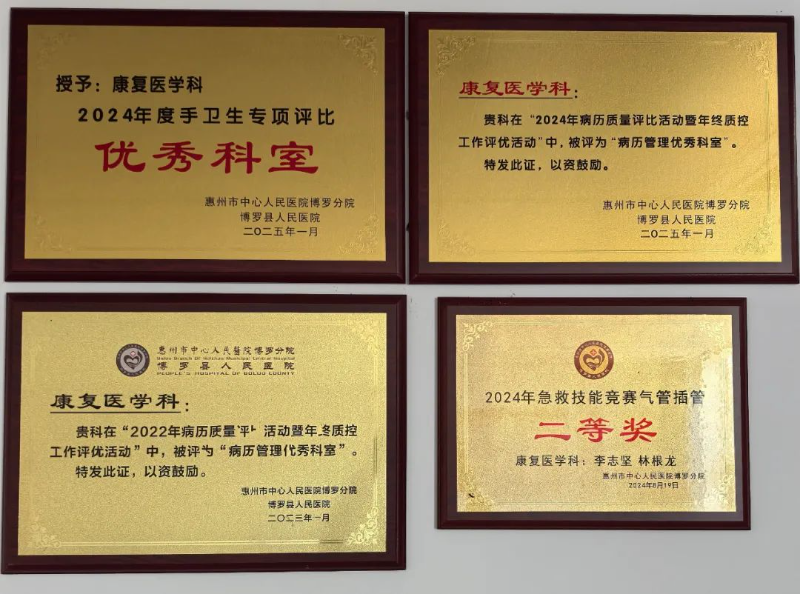 授予：康复医学科
2024年度手卫生专项评比
优秀科室
惠州市中心人民医院博罗分院
博罗县人民医院
二〇二五年一月
康复医学科：
贵科在“2024年病历质量评比活动暨年终质控
工作评优活动”中，被评为“病历管理优秀科室”。
特发此证，以资鼓励。
惠州市中心人民医院博罗分院
博罗县人民医院
二〇二五年一月
惠州市中心人民醫院博罗分院
博罗县人民医院
PEOPLE'S HOSPITAL OF BOLUO COUNTY
康复医学科：
贵科在“2022年病历质量评 活动暨年终质控
工作评优活动”中，被评为“病历管理优秀科室”。
特发此证，以资鼓励。
惠州市中心人民医院博罗分院
博罗县人民医院
二〇二三年一月
2024年急救技能竞赛气管插管
二等奖
康复医学科：李志坚 林根龙
惠州市中心人民医院博罗分院
2024年8月19日